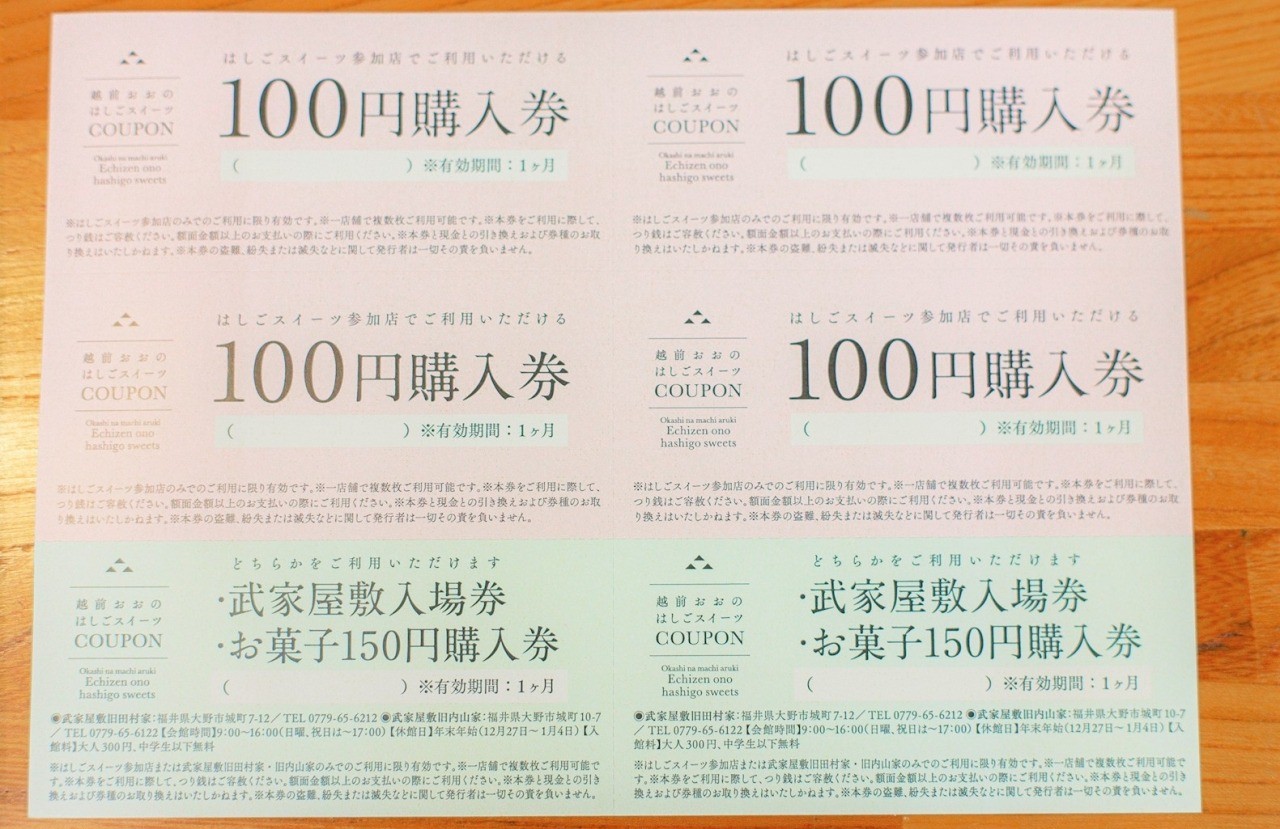 越前おおの
はしごスイーツ
COUPON
Okashi na machi aruki
Echizen ono
hashigo sweets
はしごスイーツ参加店でご利用いただける
100円購入券
（　　　　　　　　　）※有効期間：1ヶ月
※はしごスイーツ参加店のみでのご利用に限り有効です。※一店舗で複数枚ご利用可能です。※本券をご利用に際して、
つり銭はご容赦ください。額面金額以上のお支払いの際にご利用ください。※本券と現金との引き換えおよび券種のお取
り換えはいたしかねます。※本券の盗難、紛失または滅失などに関して発行者は一切その責を負いません。
越前おおの
はしごスイーツ
COUPON
Okashi na machi aruki
Echizen ono
hashigo sweets
はしごスイーツ参加店でご利用いただける
100円購入券
（　　　　　　　　　）※有効期間：1ヶ月
※はしごスイーツ参加店のみでのご利用に限り有効です。※一店舗で複数枚ご利用可能です。※本券をご利用に際して、
つり銭はご容赦ください。額面金額以上のお支払いの際にご利用ください。※本券と現金との引き換えおよび券種のお取
り換えはいたしかねます。※本券の盗難、紛失または滅失などに関して発行者は一切その責を負いません。
越前おおの
はしごスイーツ
COUPON
Okashi na machi aruki
Echizen ono
hashigo sweets
はしごスイーツ参加店でご利用いただける
100円購入券
（　　　　　　　　　）※有効期間：1ヶ月
※はしごスイーツ参加店のみでのご利用に限り有効です。※一店舗で複数枚ご利用可能です。※本券をご利用に際して、
つり銭はご容赦ください。額面金額以上のお支払いの際にご利用ください。※本券と現金との引き換えおよび券種のお取
り換えはいたしかねます。※本券の盗難、紛失または滅失などに関して発行者は一切その責を負いません。
越前おおの
はしごスイーツ
COUPON
Okashi na machi aruki
Echizen ono
hashigo sweets
はしごスイーツ参加店でご利用いただける
100円購入券
（　　　　　　　　　）※有効期間：1ヶ月
※はしごスイーツ参加店のみでのご利用に限り有効です。※一店舗で複数枚ご利用可能です。※本券をご利用に際して、
つり銭はご容赦ください。額面金額以上のお支払いの際にご利用ください。※本券と現金との引き換えおよび券種のお取
り換えはいたしかねます。※本券の盗難、紛失または滅失などに関して発行者は一切その責を負いません。
越前おおの
はしごスイーツ
COUPON
Okashi na machi aruki
Echizen ono
hashigo sweets
どちらかをご利用いただけます
・武家屋敷入場券
・お菓子150円購入券
（　　　　　　　　　）※有効期間：1ヶ月
◉武家屋敷旧田村家：福井県大野市城町7-12／TEL 0779-65-6212 ◉武家屋敷旧内山家：福井県大野市城町10-7
／TEL 0779-65-6122【会館時間】9:00〜16:00（日曜、祝日は〜17:00）【休館日】年末年始（12月27日〜1月4日）【入
館料】大人300円、中学生以下無料
※はしごスイーツ参加店または武家屋敷旧田村家・旧内山家のみでのご利用に限り有効です。※一店舗で複数枚ご利用可能で
す。※本券をご利用に際して、つり銭はご容赦ください。額面金額以上のお支払いの際にご利用ください。※本券と現金との引き
換えおよび券種のお取り換えはいたしかねます。※本券の盗難、紛失または滅失などに関して発行者は一切その責を負いません。
越前おおの
はしごスイーツ
COUPON
Okashi na machi aruki
Echizen ono
hashigo sweets
どちらかをご利用いただけます
・武家屋敷入場券
・お菓子150円購入券
（　　　　　　　　　）※有効期間：1ヶ月
◉武家屋敷旧田村家：福井県大野市城町7-12／TEL 0779-65-6212 ◉武家屋敷旧内山家：福井県大野市城町10-7
／TEL 0779-65-6122【会館時間】9:00〜16:00（日曜、祝日は〜17:00）【休館日】年末年始（12月27日〜1月4日）【入
館料】大人300円、中学生以下無料
※はしごスイーツ参加店または武家屋敷旧田村家・旧内山家のみでのご利用に限り有効です。※一店舗で複数枚ご利用可能で
す。※本券をご利用に際して、つり銭はご容赦ください。額面金額以上のお支払いの際にご利用ください。※本券と現金との引き
換えおよび券種のお取り換えはいたしかねます。※本券の盗難、紛失または滅失などに関して発行者は一切その責を負いません。